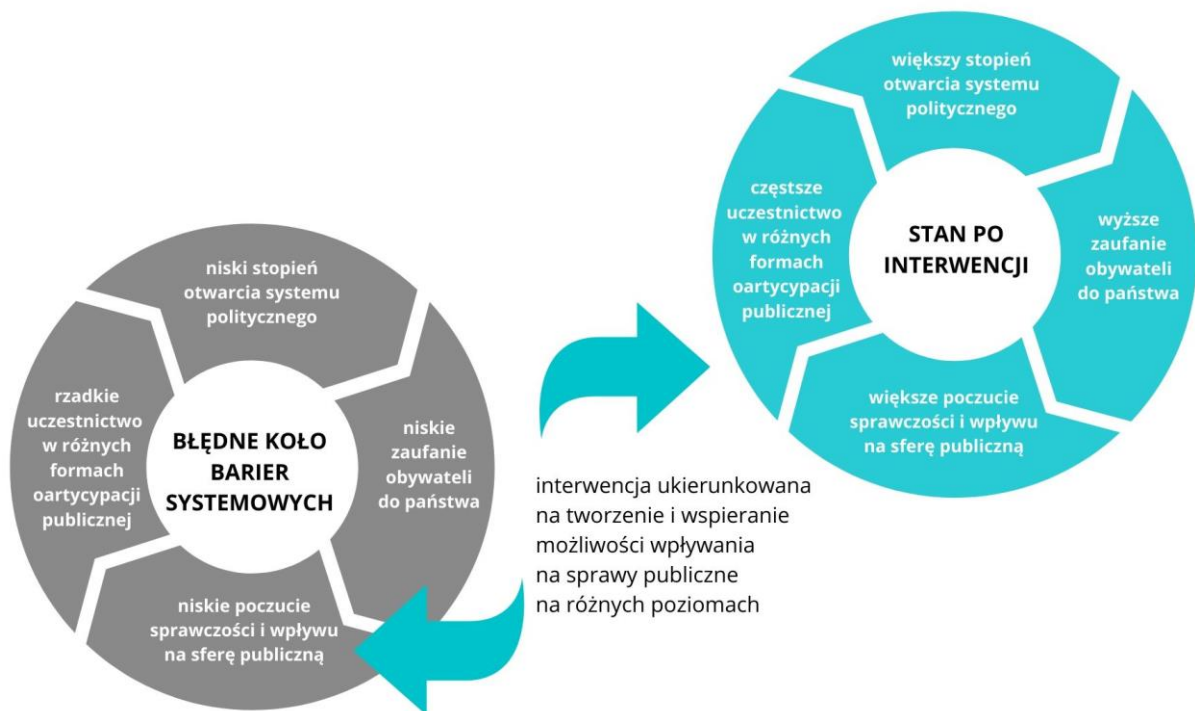 BŁĘDNE KOŁO
BARIER
SYSTEMOWYCH
niski stopień
otwarcia systemu
politycznego
niskie
zaufanie
obywateli
do państwa
niskie poczucie
sprawczości i wpływu
na sferę publiczną
rzadkie
uczestnictwo
w różnych
formach
oartycypacji
publicznej
interwencja ukierunkowana
na tworzenie i wspieranie
możliwości wpływania
na sprawy publiczne
na różnych poziomach
STAN PO
INTERWENCJI
większy stopień
otwarcia systemu
politycznego
wyższe
zaufanie
obywateli
do państwa
większe poczucie
sprawczości i wpływu
na sferę publiczną
częstsze
uczestnictwo
w różnych
formach
oartycypacji
publicznej